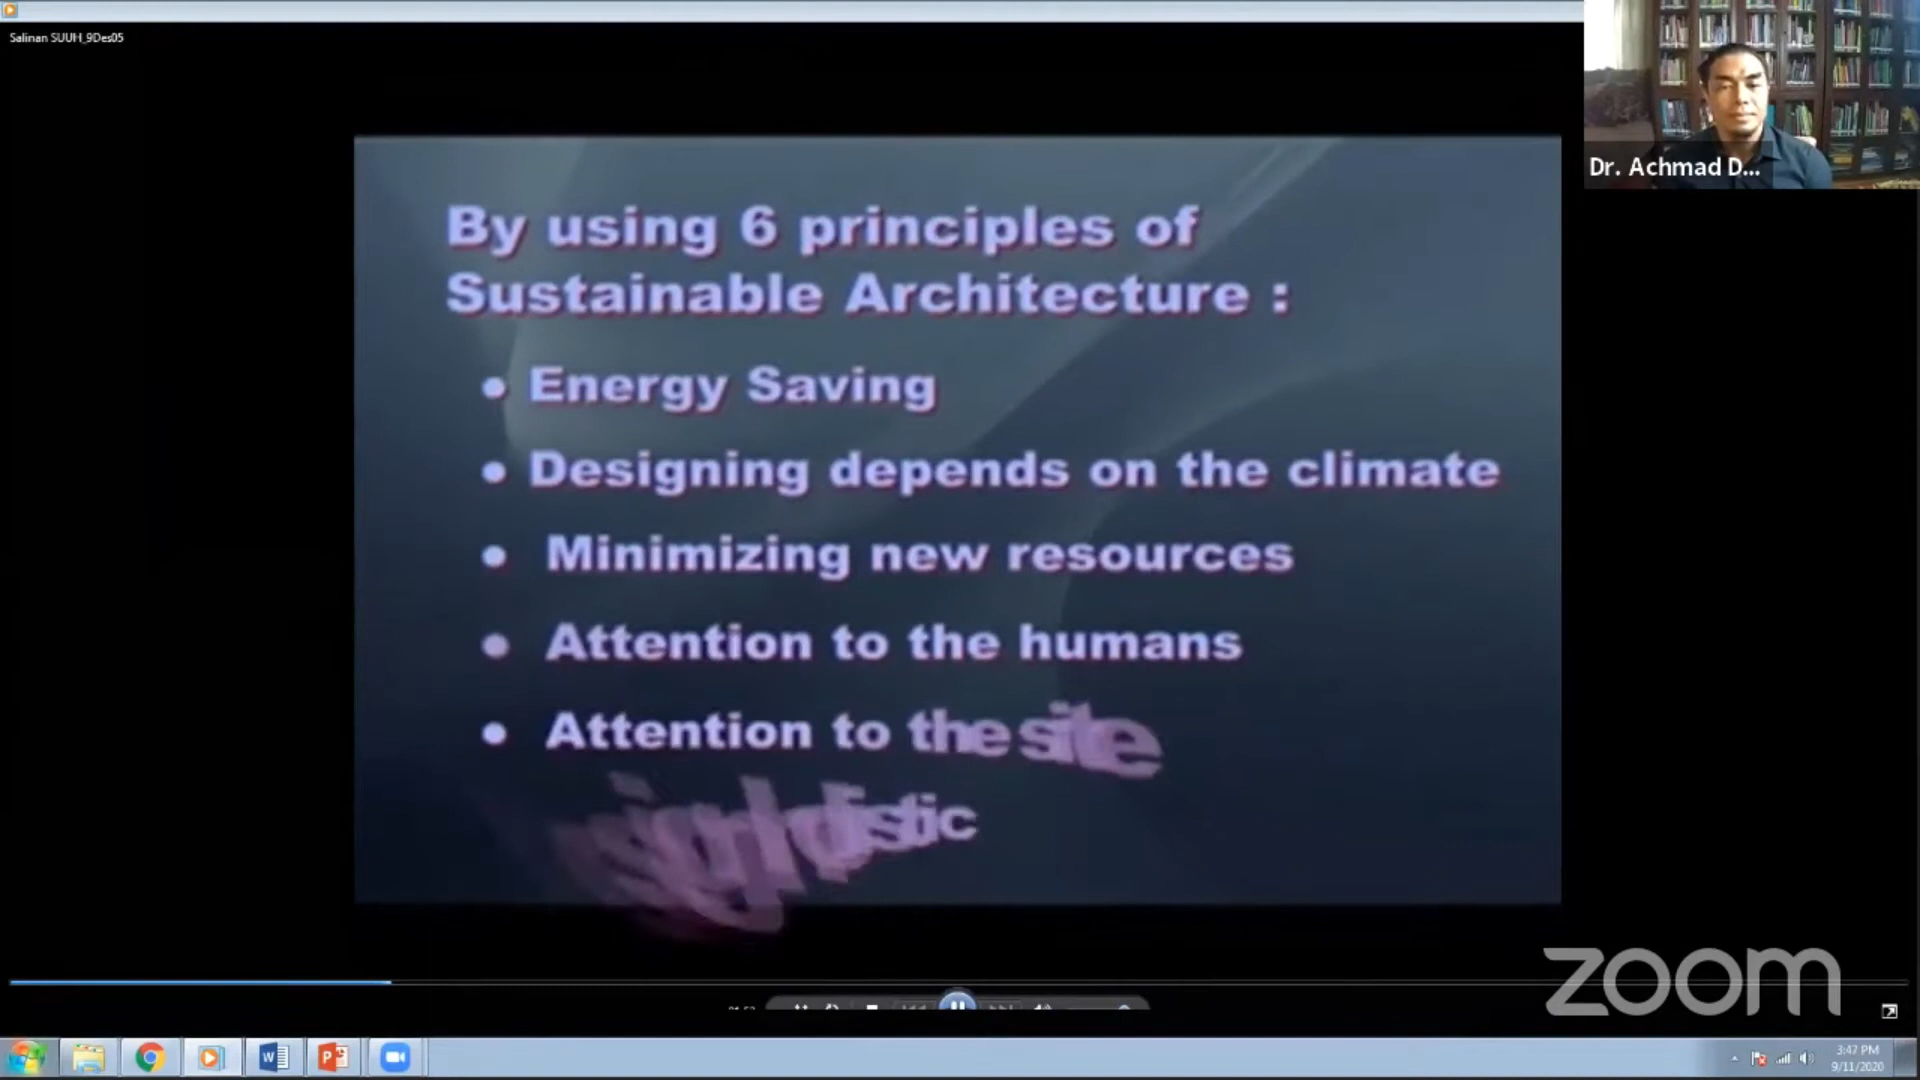 Salinan SUUH_9Des05
Dr. Achmad D...
By using 6 principles of
Sustainable Architecture :
• Energy Saving
• Designing depends on the climate
• Minimizing new resources
• Attention to the humans
• Attention to the site
zoom
3:47 PM
9/11/2020